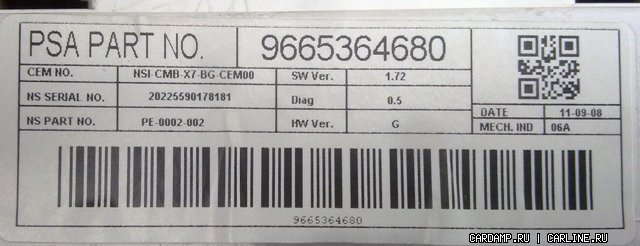 PSA PART NO. 9665364680
CEM NO. NSI-CMB-X7-BG-CEM00 SW Ver. 1.72
NS SERIAL NO. 20225590178181 Diag 0.5
DATE 11-09-08
NS PART NO. PE-0002-002 HW Ver. G
MECH. IND 06A
9665364680
CARDAMP.RU | CARLINE.RU